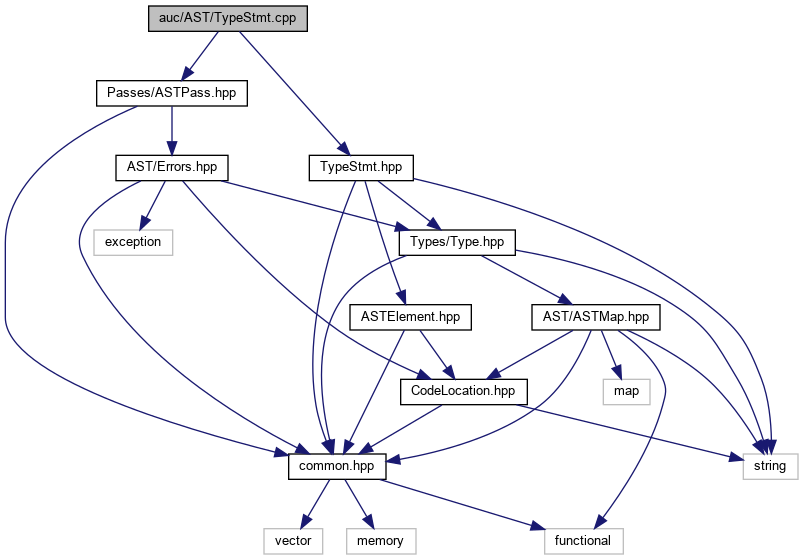 auc/AST/TypeStmt.cpp
Passes/ASTPass.hpp
AST/Errors.hpp
TypeStmt.hpp
exception
Types/Type.hpp
ASTElement.hpp
AST/ASTMap.hpp
CodeLocation.hpp
map
common.hpp
string
vector
memory
functional